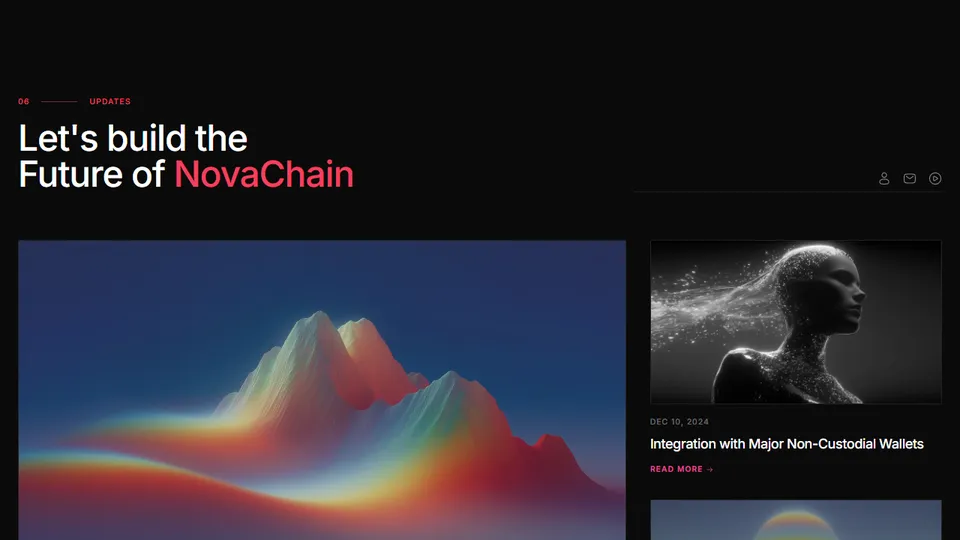 06 UPDATES
Let's build the
Future of NovaChain
DEC 10, 2024
Integration with Major Non-Custodial Wallets
READ MORE →